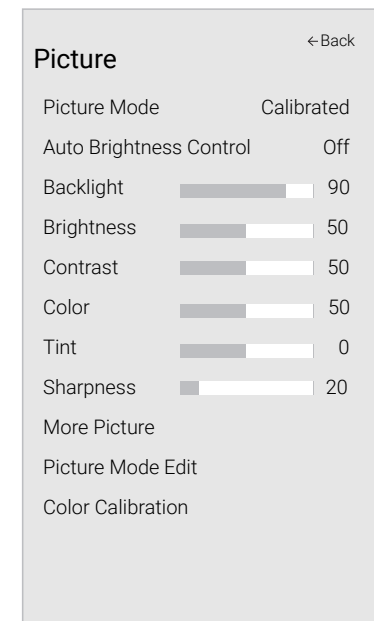 ←Back
Picture
Picture Mode Calibrated
Auto Brightness Control Off
Backlight 90
Brightness 50
Contrast 50
Color 50
Tint 0
Sharpness 20
More Picture
Picture Mode Edit
Color Calibration